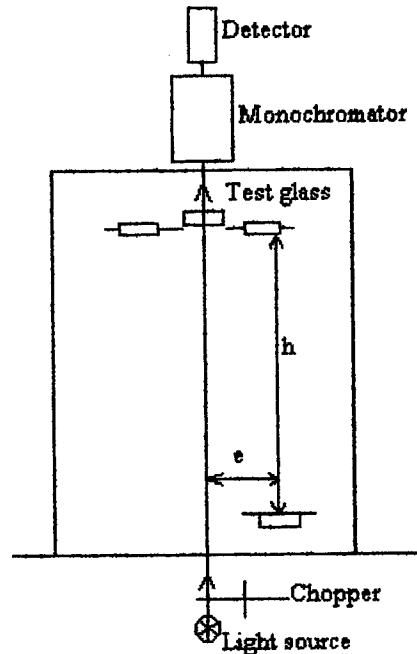 Detector
Monochromator
Test glass
h
e
Chopper
Light source